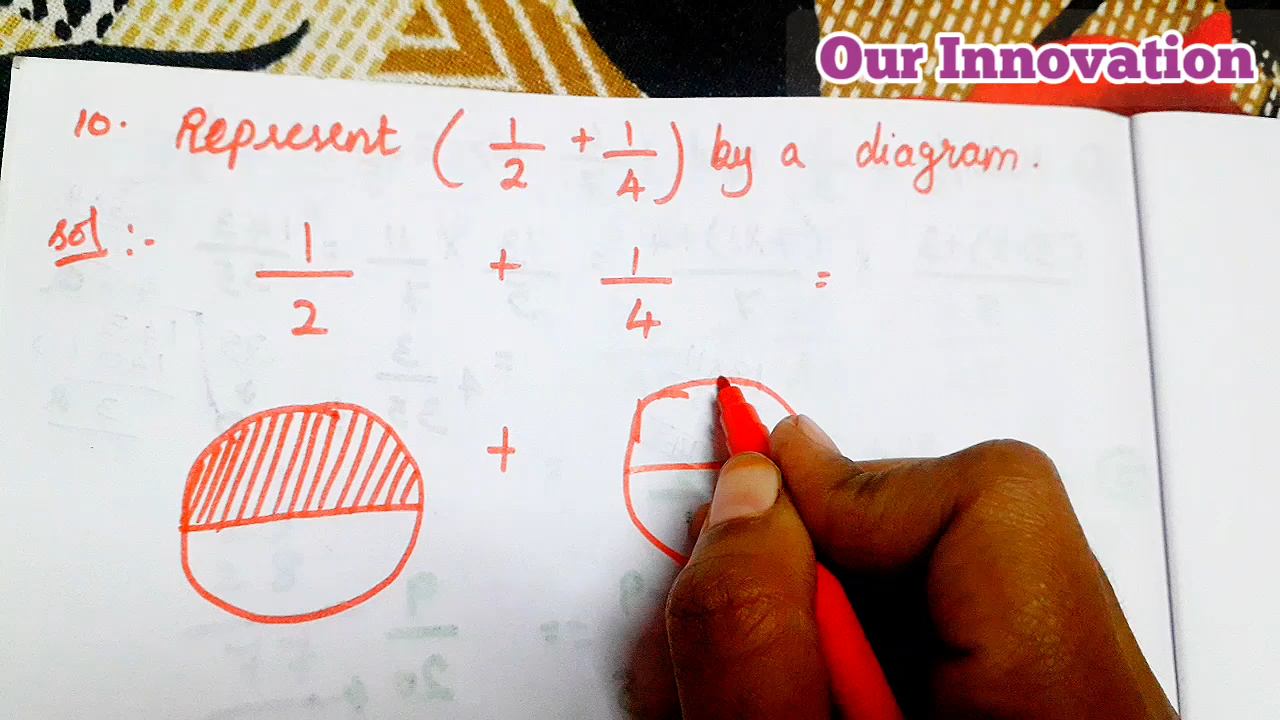 Our Innovation
10. Represent ( 1/2 + 1/4 ) by a diagram.
Sol :-
1/2 + 1/4 =
+